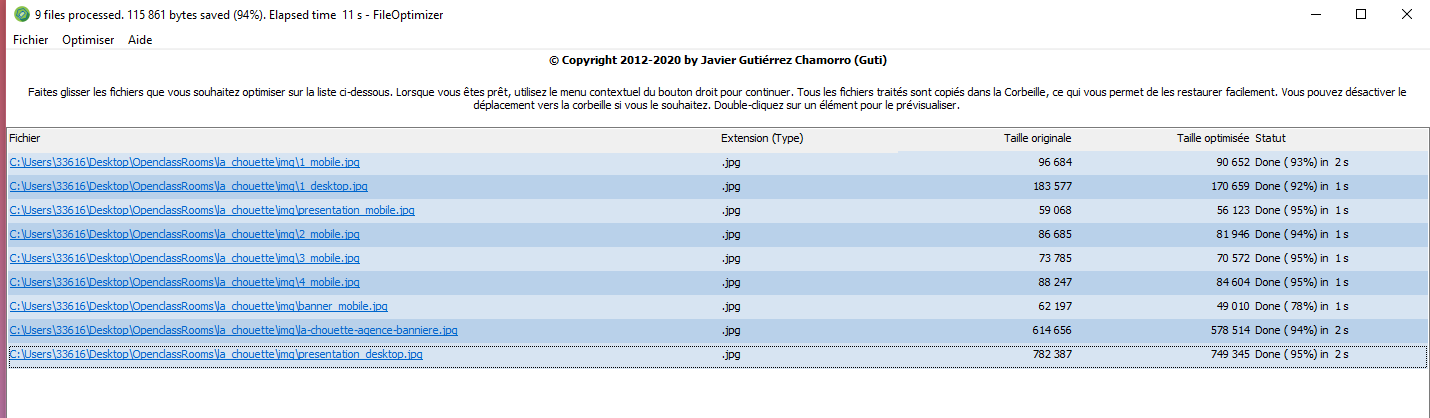 9 files processed. 115 861 bytes saved (94%). Elapsed time  11 s - FileOptimizer
Fichier Optimiser Aide
© Copyright 2012-2020 by Javier Gutiérrez Chamorro (Guti)
Faites glisser les fichiers que vous souhaitez optimiser sur la liste ci-dessous. Lorsque vous êtes prêt, utilisez le menu contextuel du bouton droit pour continuer. Tous les fichiers traités sont copiés dans la Corbeille, ce qui vous permet de les restaurer facilement. Vous pouvez désactiver le
déplacement vers la corbeille si vous le souhaitez. Double-cliquez sur un élément pour le prévisualiser.
Fichier Extension (Type) Taille originale Taille optimisée Statut
C:\Users\33616\Desktop\OpenclassRooms\la_chouette\img\1_mobile.jpg .jpg 96 684 90 652 Done ( 93%) in  2 s
C:\Users\33616\Desktop\OpenclassRooms\la_chouette\img\1_desktop.jpg .jpg 183 577 170 659 Done ( 92%) in  1 s
C:\Users\33616\Desktop\OpenclassRooms\la_chouette\img\presentation_mobile.jpg .jpg 59 068 56 123 Done ( 95%) in  1 s
C:\Users\33616\Desktop\OpenclassRooms\la_chouette\img\2_mobile.jpg .jpg 86 685 81 946 Done ( 94%) in  1 s
C:\Users\33616\Desktop\OpenclassRooms\la_chouette\img\3_mobile.jpg .jpg 73 785 70 572 Done ( 95%) in  1 s
C:\Users\33616\Desktop\OpenclassRooms\la_chouette\img\4_mobile.jpg .jpg 88 247 84 604 Done ( 95%) in  1 s
C:\Users\33616\Desktop\OpenclassRooms\la_chouette\img\banner_mobile.jpg .jpg 62 197 49 010 Done ( 78%) in  1 s
C:\Users\33616\Desktop\OpenclassRooms\la_chouette\img\la-chouette-agence-banniere.jpg .jpg 614 656 578 514 Done ( 94%) in  2 s
C:\Users\33616\Desktop\OpenclassRooms\la_chouette\img\presentation_desktop.jpg .jpg 782 387 749 345 Done ( 95%) in  2 s